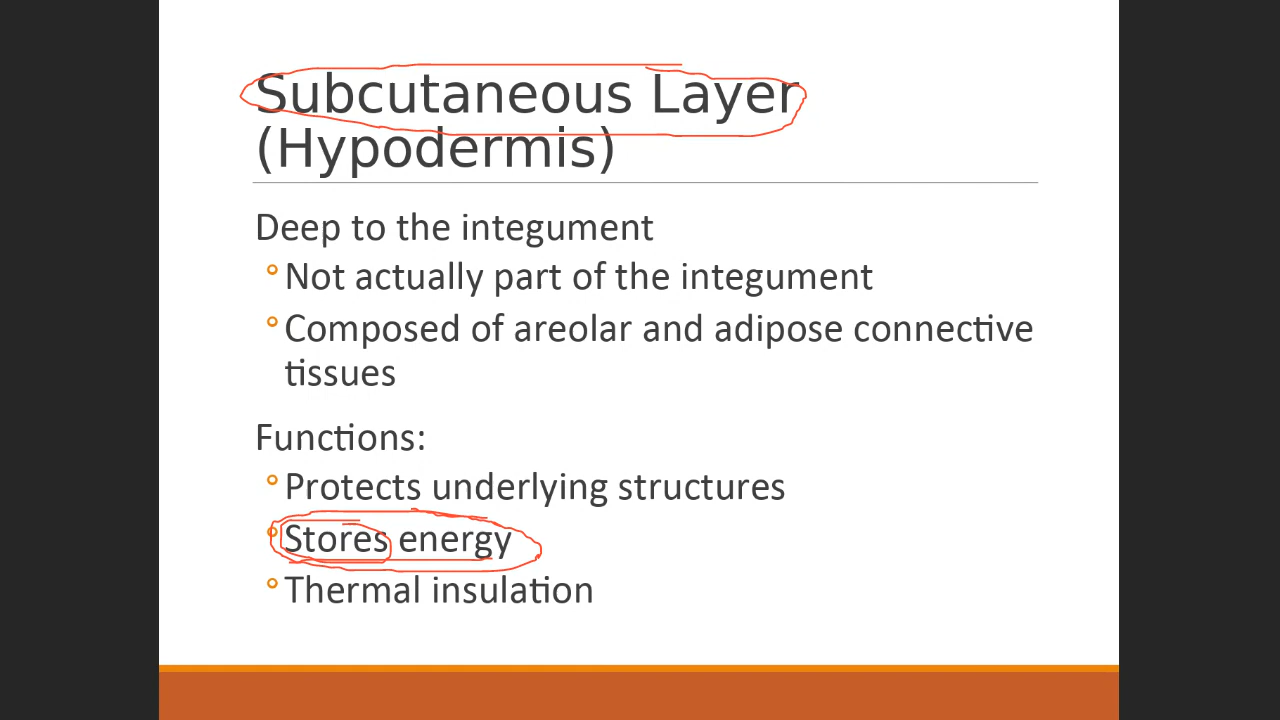 Subcutaneous Layer
(Hypodermis)
Deep to the integument
° Not actually part of the integument
° Composed of areolar and adipose connective
tissues
Functions:
° Protects underlying structures
° Stores energy
° Thermal insulation